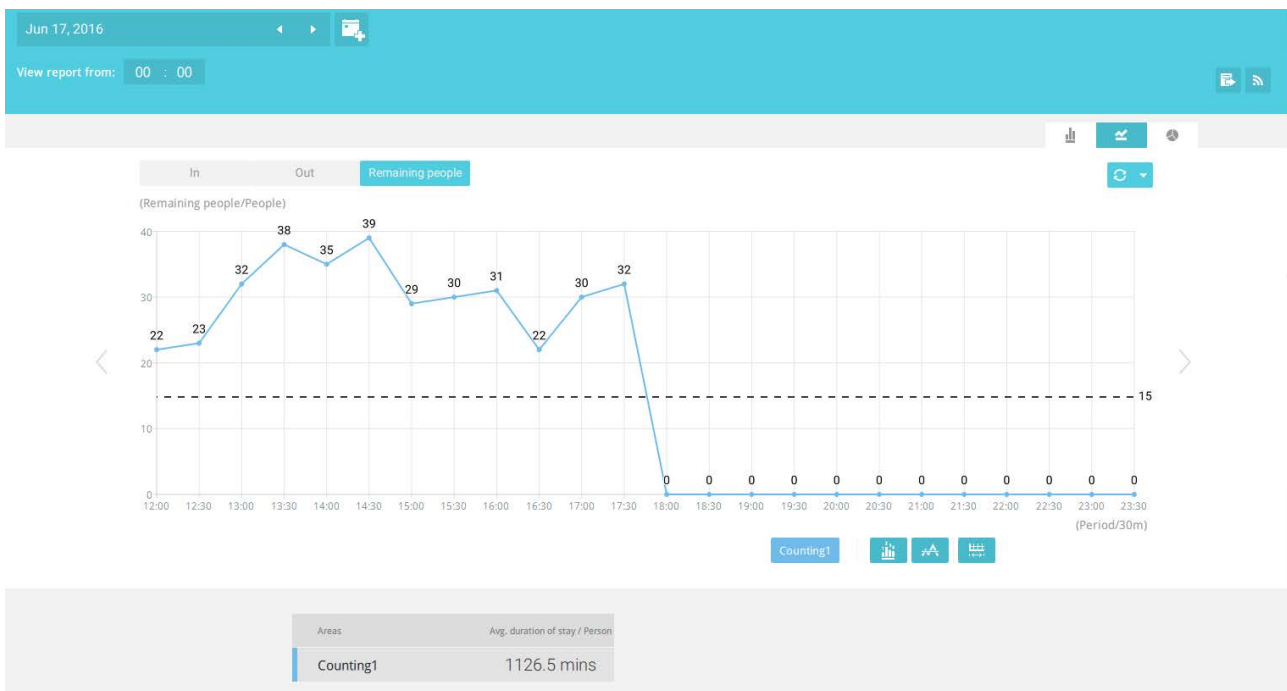 Jun 17, 2016
View report from: 00 : 00
In Out Remaining people
(Remaining people/People)
40
30
20
10
0
22 23 32 38 35 39 29 30 31 22 30 32 0 0 0 0 0 0 0 0 0 0 0 0
15
12:00 12:30 13:00 13:30 14:00 14:30 15:00 15:30 16:00 16:30 17:00 17:30 18:00 18:30 19:00 19:30 20:00 20:30 21:00 21:30 22:00 22:30 23:00 23:30
(Period/30m)
Counting1
Areas Avg. duration of stay / Person
Counting1 1126.5 mins